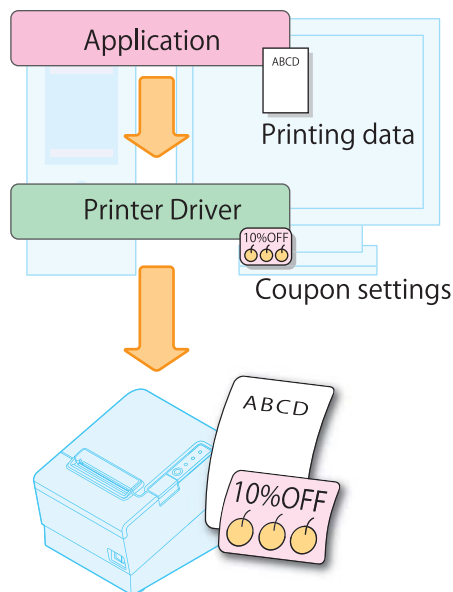 Application
ABCD
Printing data
Printer Driver
10%OFF
Coupon settings
ABCD
10%OFF